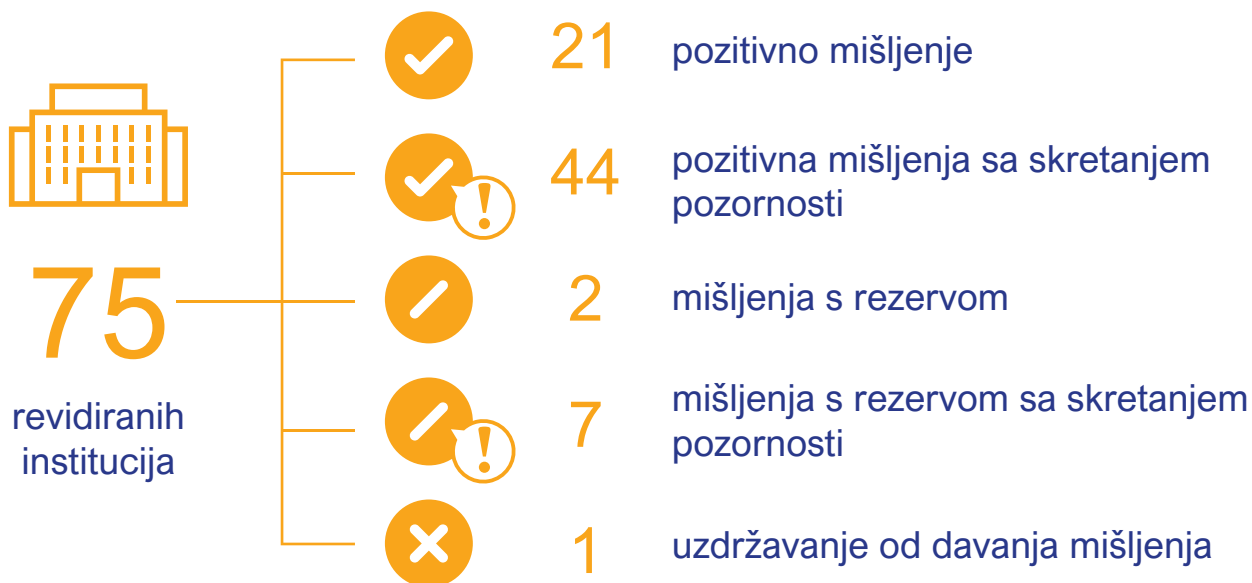 75
revidiranih
institucija
21 pozitivno mišljenje
44 pozitivna mišljenja sa skretanjem
pozornosti
2 mišljenja s rezervom
7 mišljenja s rezervom sa skretanjem
pozornosti
1 uzdržavanje od davanja mišljenja